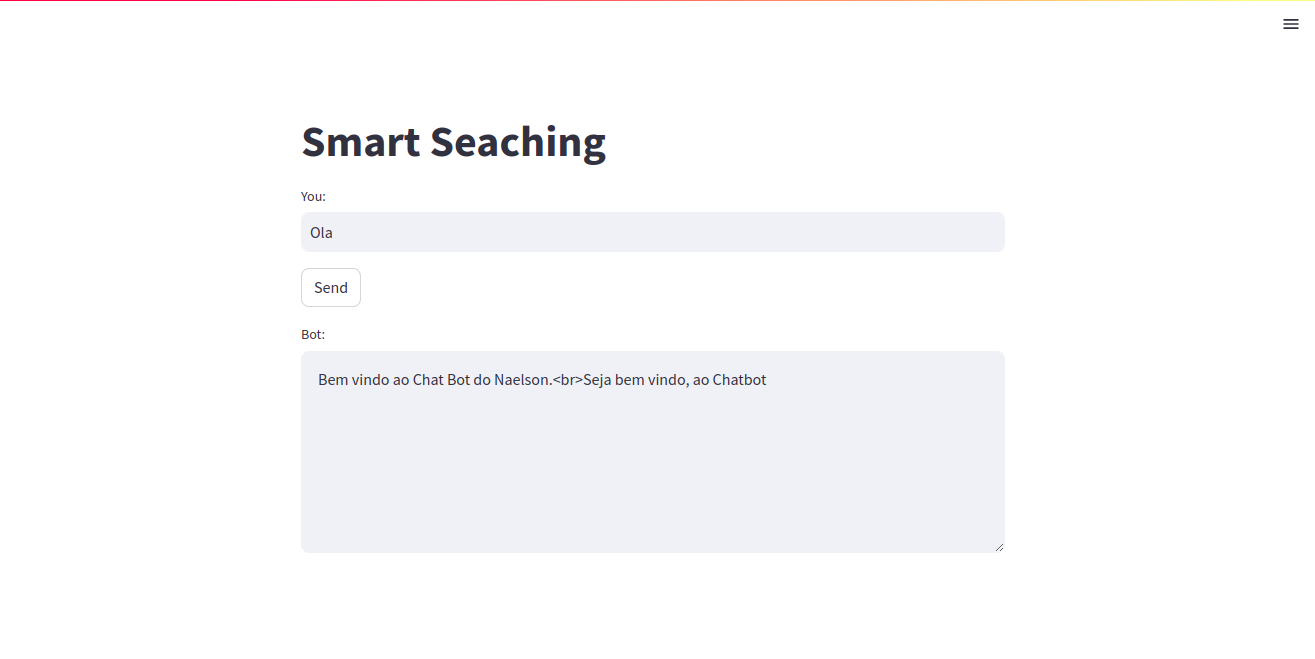 Smart Seaching
You:
Ola
Send
Bot:
Bem vindo ao Chat Bot do Naelson.<br>Seja bem vindo, ao Chatbot